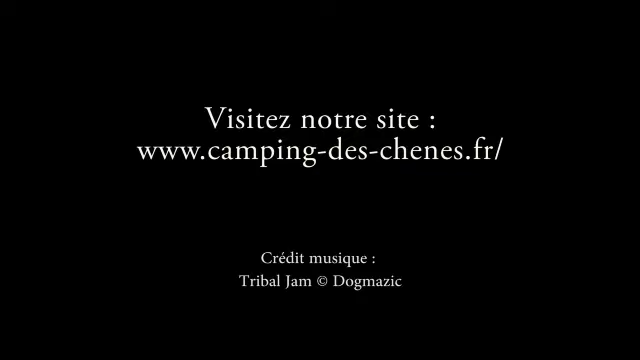 Visitez notre site :
www.camping-des-chenes.fr/
Crédit musique :
Tribal Jam © Dogmazic